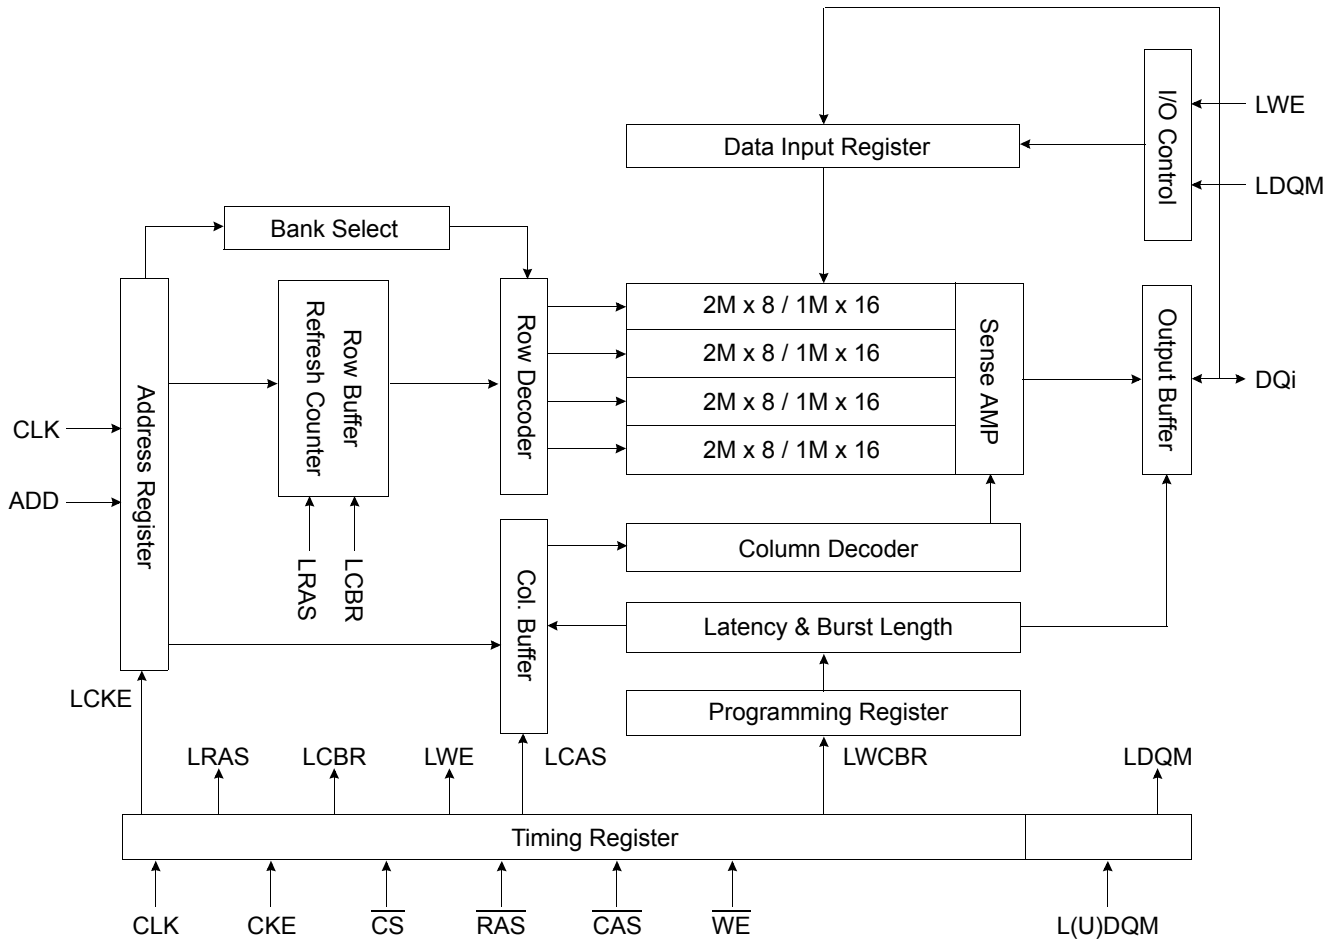 I/O Control
LWE
LDQM
Data Input Register
Bank Select
Address Register
Row Buffer
Refresh Counter
Row Decoder
2M x 8 / 1M x 16
2M x 8 / 1M x 16
2M x 8 / 1M x 16
2M x 8 / 1M x 16
Sense AMP
Output Buffer
DQi
CLK
ADD
LRAS
LCBR
Col. Buffer
Column Decoder
Latency & Burst Length
Programming Register
LCKE
LRAS
LCBR
LWE
LCAS
LWCBR
LDQM
Timing Register
CLK
CKE
CS
RAS
CAS
WE
L(U)DQM